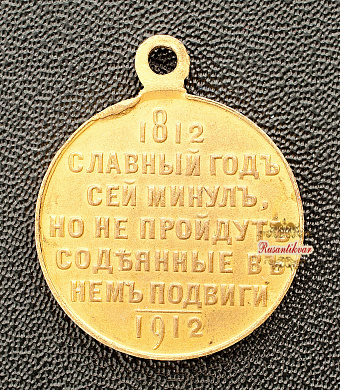 1812
СЛАВНЫЙ ГОДЪ
СЕЙ МИНУЛЪ,
НО НЕ ПРОЙДУТЪ
СОДѢЯННЫЕ ВЪ
НЕМЪ ПОДВИГИ
1912
Rusantikvar